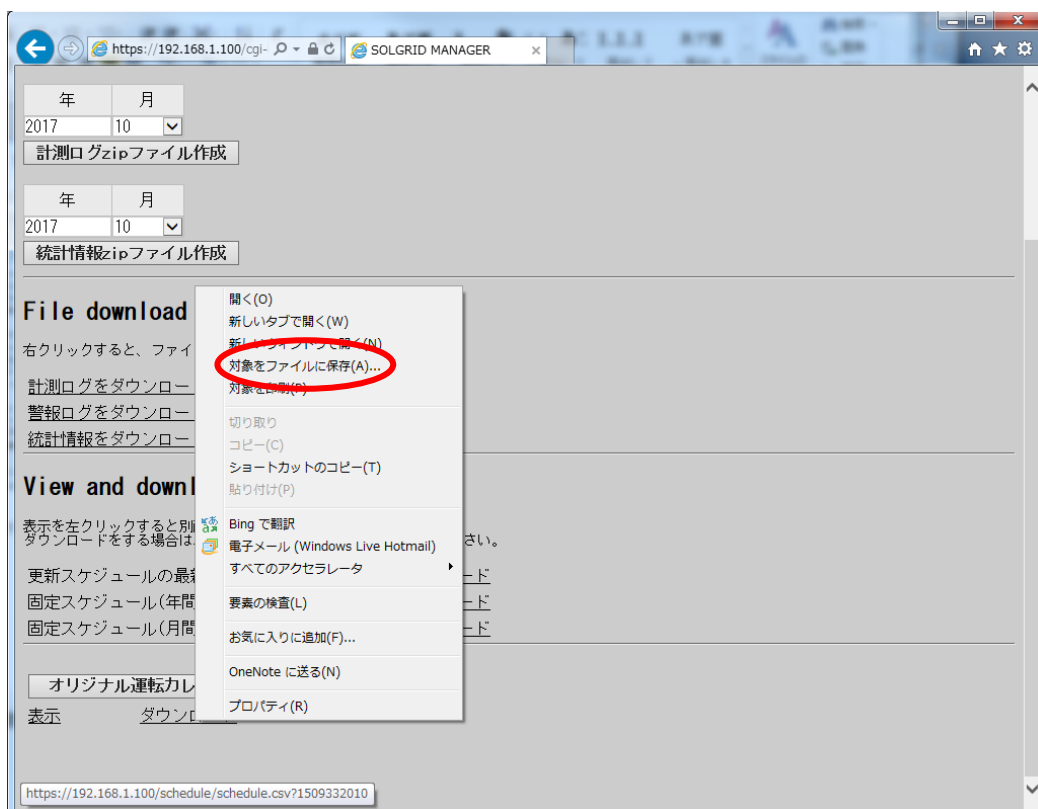 https://192.168.1.100/cgi-
SOLGRID MANAGER
年 月
2017 10
計測ログzipファイル作成
年 月
2017 10
統計情報zipファイル作成
File download
右クリックすると、ファイ
計測ログをダウンロー
警報ログをダウンロー
統計情報をダウンロー
View and downl
表示を左クリックすると別
ダウンロードをする場合は
さい。
更新スケジュールの最新
ード
固定スケジュール(年間
ード
固定スケジュール(月間
ード
オリジナル運転カレ
表示 ダウンロード
開く(O)
新しいタブで開く(W)
新しいウィンドウで開く(N)
対象をファイルに保存(A)...
対象を印刷(P)
切り取り
コピー(C)
ショートカットのコピー(T)
貼り付け(P)
Bing で翻訳
電子メール (Windows Live Hotmail)
すべてのアクセラレータ
要素の検査(L)
お気に入りに追加(F)...
OneNote に送る(N)
プロパティ(R)
https://192.168.1.100/schedule/schedule.csv?1509332010